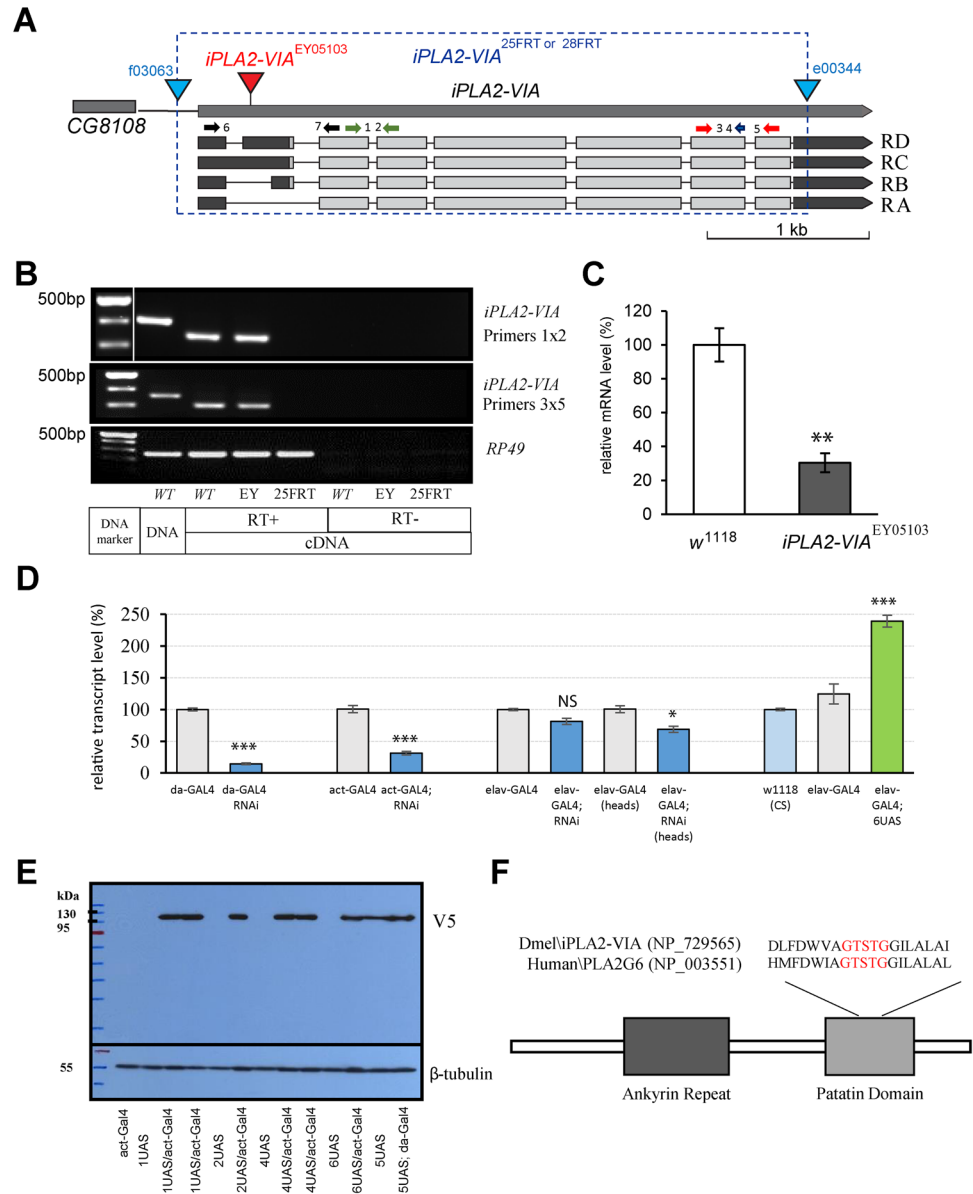 A
iPLA2-VIA EY05103
iPLA2-VIA 25FRT or 28FRT
f03063
e00344
iPLA2-VIA
CG8108
6 7 1 2 3 4 5
RD
RC
RB
RA
1 kb
B
500bp
iPLA2-VIA
Primers 1x2
500bp
iPLA2-VIA
Primers 3x5
500bp
RP49
WT WT EY 25FRT WT EY 25FRT
DNA marker
DNA
RT+
RT-
cDNA
C
relative mRNA level (%)
120
100
80
60
40
20
0
**
w1118
iPLA2-VIA EY05103
D
relative transcript level (%)
250
200
150
100
50
0
***
***
NS
*
***
da-GAL4
da-GAL4 RNAi
act-GAL4
act-GAL4; RNAi
elav-GAL4
elav-GAL4; RNAi
elav-GAL4 (heads)
elav-GAL4; RNAi (heads)
w1118 (CS)
elav-GAL4
elav-GAL4; 6UAS
E
kDa
130
95
55
V5
β-tubulin
act-Gal4
1UAS
1UAS/act-Gal4
1UAS/act-Gal4
2UAS
2UAS/act-Gal4
4UAS
4UAS/act-Gal4
4UAS/act-Gal4
6UAS
6UAS/act-Gal4
5UAS
5UAS; da-Gal4
F
Dmel\iPLA2-VIA (NP_729565) DLFDWVAGTSTGGILALAI
Human\PLA2G6 (NP_003551) HMFDWIAGTSTGGILALAL
Ankyrin Repeat
Patatin Domain